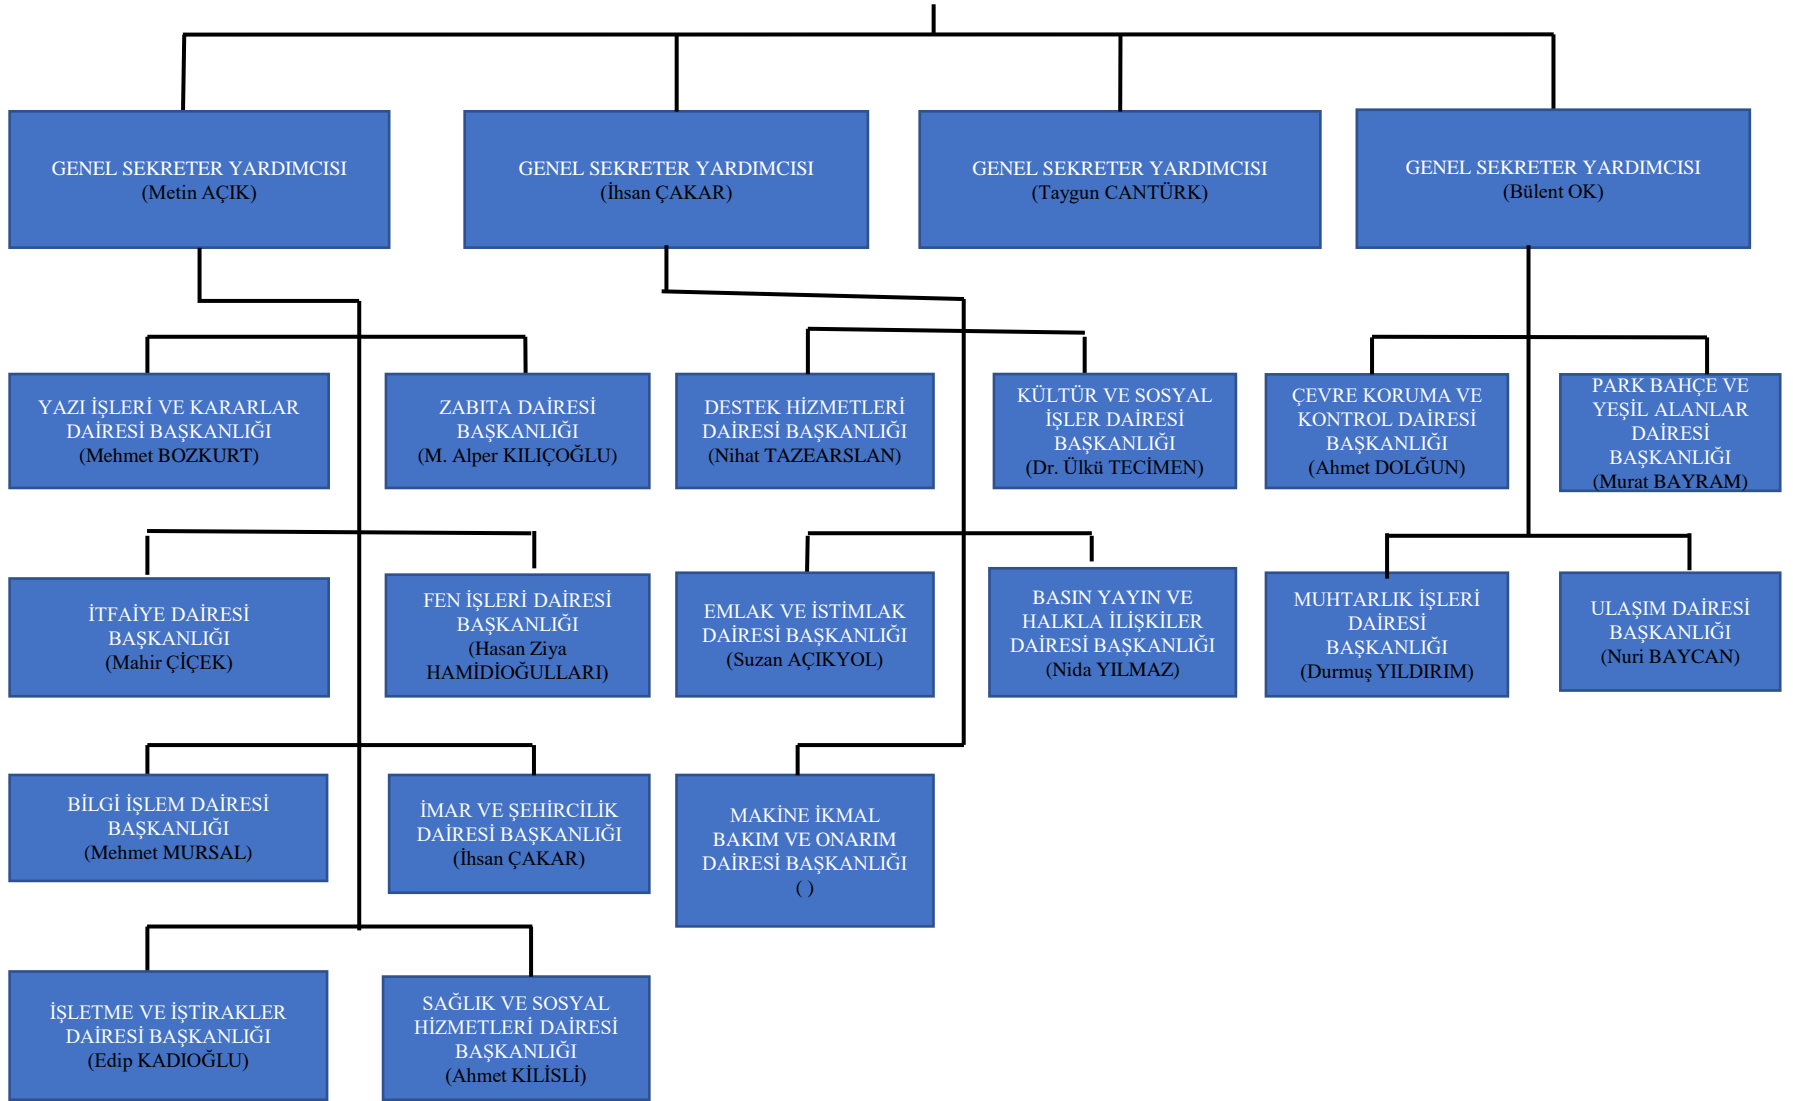 GENEL SEKRETER YARDIMCISI
(Metin AÇIK)
GENEL SEKRETER YARDIMCISI
(İhsan ÇAKAR)
GENEL SEKRETER YARDIMCISI
(Taygun CANTÜRK)
GENEL SEKRETER YARDIMCISI
(Bülent OK)
YAZI İŞLERİ VE KARARLAR
DAİRESİ BAŞKANLIĞI
(Mehmet BOZKURT)
ZABITA DAİRESİ
BAŞKANLIĞI
(M. Alper KILIÇOĞLU)
DESTEK HİZMETLERİ
DAİRESİ BAŞKANLIĞI
(Nihat TAZEARSLAN)
KÜLTÜR VE SOSYAL
İŞLER DAİRESİ
BAŞKANLIĞI
(Dr. Ülkü TECİMEN)
ÇEVRE KORUMA VE
KONTROL DAİRESİ
BAŞKANLIĞI
(Ahmet DOLĞUN)
PARK BAHÇE VE
YEŞİL ALANLAR
DAİRESİ
BAŞKANLIĞI
(Murat BAYRAM)
İTFAİYE DAİRESİ
BAŞKANLIĞI
(Mahir ÇİÇEK)
FEN İŞLERİ DAİRESİ
BAŞKANLIĞI
(Hasan Ziya
HAMİDİOĞULLARI)
EMLAK VE İSTİMLAK
DAİRESİ BAŞKANLIĞI
(Suzan AÇIKYOL)
BASIN YAYIN VE
HALKLA İLİŞKİLER
DAİRESİ BAŞKANLIĞI
(Nida YILMAZ)
MUHTARLIK İŞLERİ
DAİRESİ
BAŞKANLIĞI
(Durmuş YILDIRIM)
ULAŞIM DAİRESİ
BAŞKANLIĞI
(Nuri BAYCAN)
BİLGİ İŞLEM DAİRESİ
BAŞKANLIĞI
(Mehmet MURSAL)
İMAR VE ŞEHİRCİLİK
DAİRESİ BAŞKANLIĞI
(İhsan ÇAKAR)
MAKİNE İKMAL
BAKIM VE ONARIM
DAİRESİ BAŞKANLIĞI
( )
İŞLETME VE İŞTİRAKLER
DAİRESİ BAŞKANLIĞI
(Edip KADIOĞLU)
SAĞLIK VE SOSYAL
HİZMETLERİ DAİRESİ
BAŞKANLIĞI
(Ahmet KİLİSLİ)